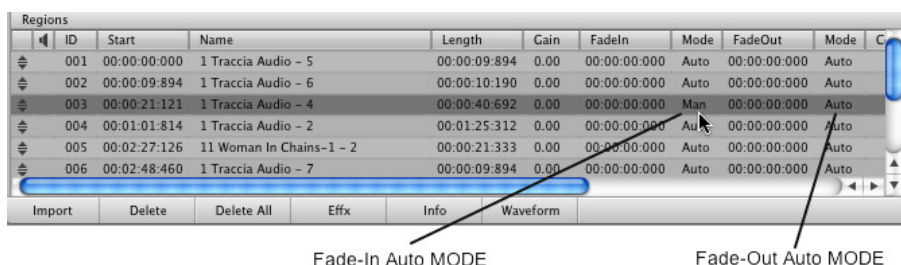 Regions
ID Start Name Length Gain FadeIn Mode FadeOut Mode
001 00:00:00:000 1 Traccia Audio - 5 00:00:09:894 0.00 00:00:00:000 Auto 00:00:00:000 Auto
002 00:00:09:894 1 Traccia Audio - 6 00:00:10:190 0.00 00:00:00:000 Auto 00:00:00:000 Auto
003 00:00:21:121 1 Traccia Audio - 4 00:00:40:692 0.00 00:00:00:000 Man 00:00:00:000 Auto
004 00:01:01:814 1 Traccia Audio - 2 00:01:25:312 0.00 00:00:00:000 00:00:00:000 Auto
005 00:02:27:126 11 Woman In Chains-1 - 2 00:00:21:333 0.00 00:00:00:000 Auto 00:00:00:000 Auto
006 00:02:48:460 1 Traccia Audio - 7 00:00:09:894 0.00 00:00:00:000 Auto 00:00:00:000 Auto
Import Delete Delete All Effx Info Waveform
Fade-In Auto MODE Fade-Out Auto MODE